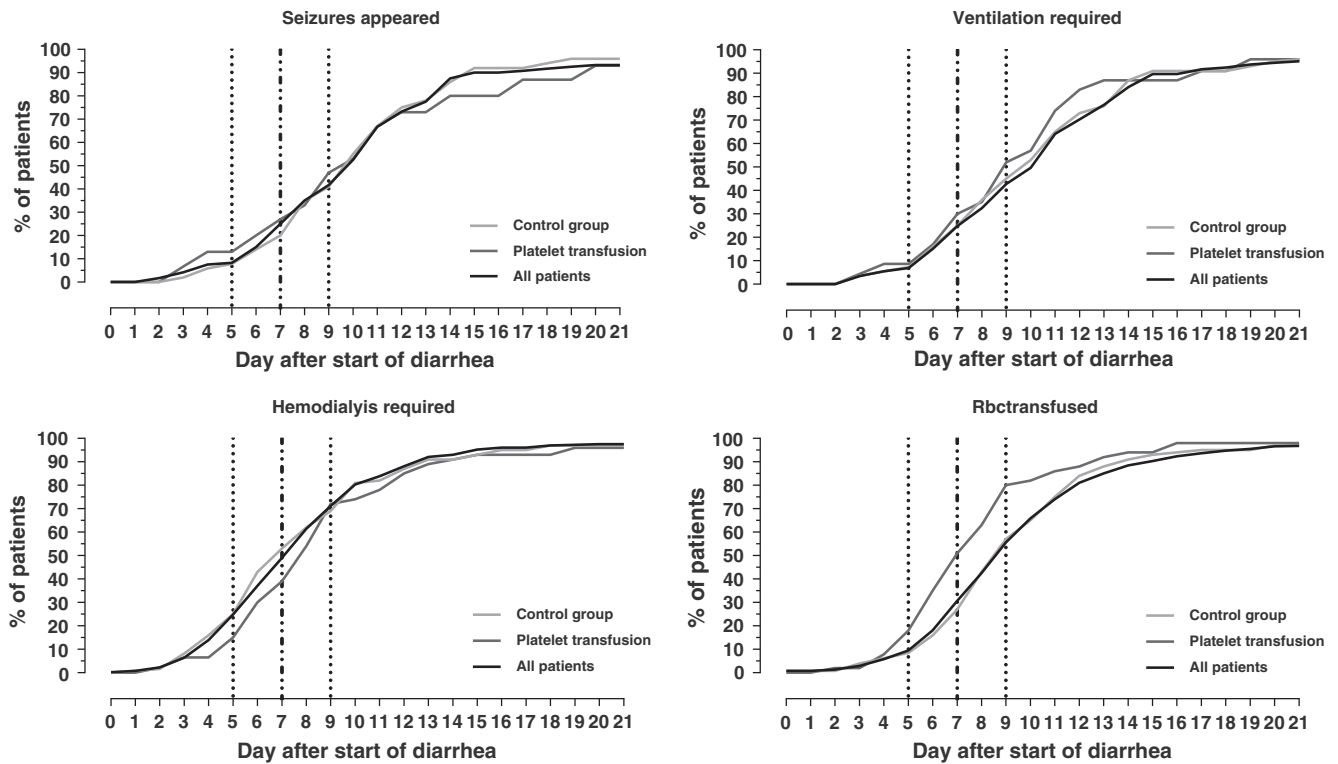 Seizures appeared
100
90
80
70
60
50
40
30
20
10
0
% of patients
Control group
Platelet transfusion
All patients
0 1 2 3 4 5 6 7 8 9 10 11 12 13 14 15 16 17 18 19 20 21
Day after start of diarrhea
Ventilation required
100
90
80
70
60
50
40
30
20
10
0
% of patients
Control group
Platelet transfusion
All patients
0 1 2 3 4 5 6 7 8 9 10 11 12 13 14 15 16 17 18 19 20 21
Day after start of diarrhea
Hemodialyis required
100
90
80
70
60
50
40
30
20
10
0
% of patients
Control group
Platelet transfusion
All patients
0 1 2 3 4 5 6 7 8 9 10 11 12 13 14 15 16 17 18 19 20 21
Day after start of diarrhea
Rbctransfused
100
90
80
70
60
50
40
30
20
10
0
% of patients
Control group
Platelet transfusion
All patients
0 1 2 3 4 5 6 7 8 9 10 11 12 13 14 15 16 17 18 19 20 21
Day after start of diarrhea